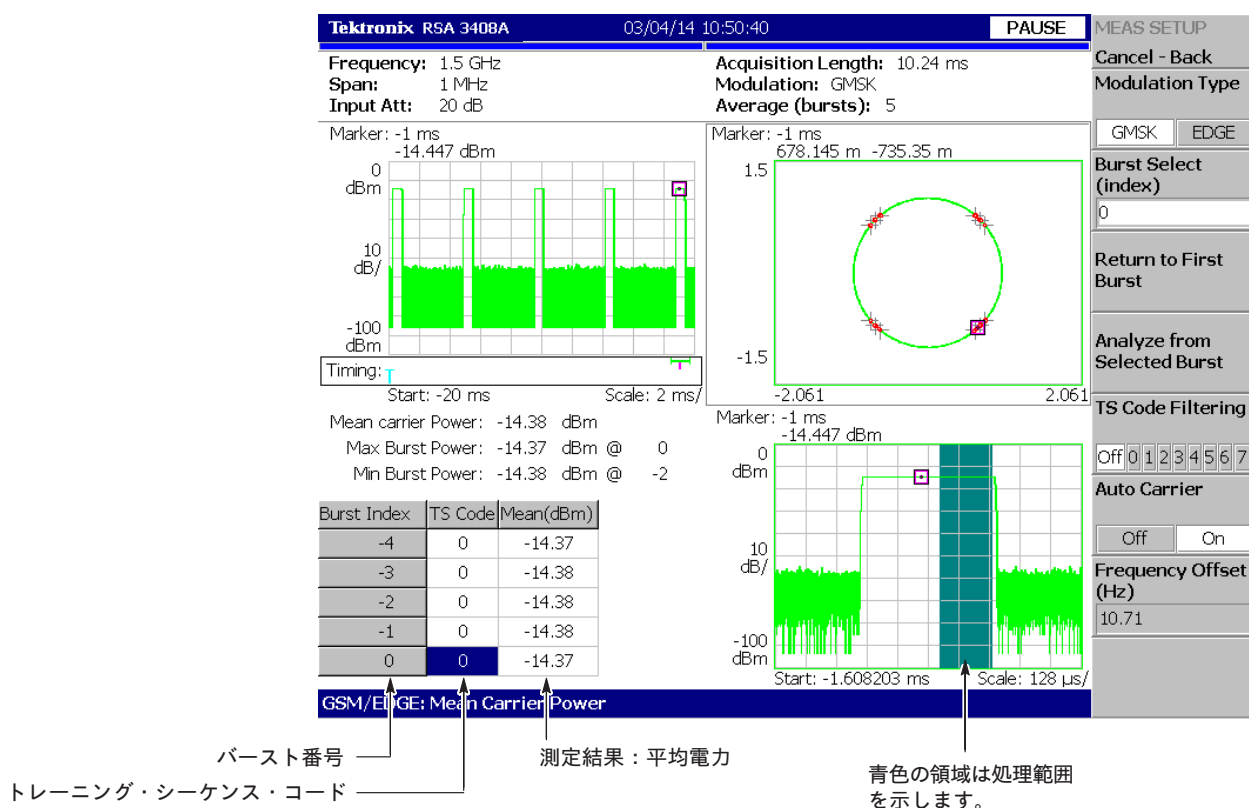 Tektronix RSA 3408A 03/04/14 10:50:40 PAUSE
Frequency: 1.5 GHz
Span: 1 MHz
Input Att: 20 dB
Acquisition Length: 10.24 ms
Modulation: GMSK
Average (bursts): 5
Marker: -1 ms
-14.447 dBm
0
dBm
10
dB/
-100
dBm
Timing:
Start: -20 ms Scale: 2 ms/
Marker: -1 ms
678.145 m -735.35 m
1.5
-1.5
-2.061 2.061
Mean carrier Power: -14.38 dBm
Max Burst Power: -14.37 dBm @ 0
Min Burst Power: -14.38 dBm @ -2
Burst Index TS Code Mean(dBm)
-4 0 -14.37
-3 0 -14.38
-2 0 -14.38
-1 0 -14.38
0 0 -14.37
Marker: -1 ms
-14.447 dBm
0
dBm
10
dB/
-100
dBm
Start: -1.608203 ms Scale: 128 µs/
GSM/EDGE: Mean Carrier Power
MEAS SETUP
Cancel - Back
Modulation Type
GMSK EDGE
Burst Select
(index)
0
Return to First
Burst
Analyze from
Selected Burst
TS Code Filtering
Off 0 1 2 3 4 5 6 7
Auto Carrier
Off On
Frequency Offset
(Hz)
10.71
バースト番号
トレーニング・シーケンス・コード
測定結果：平均電力
青色の領域は処理範囲
を示します。